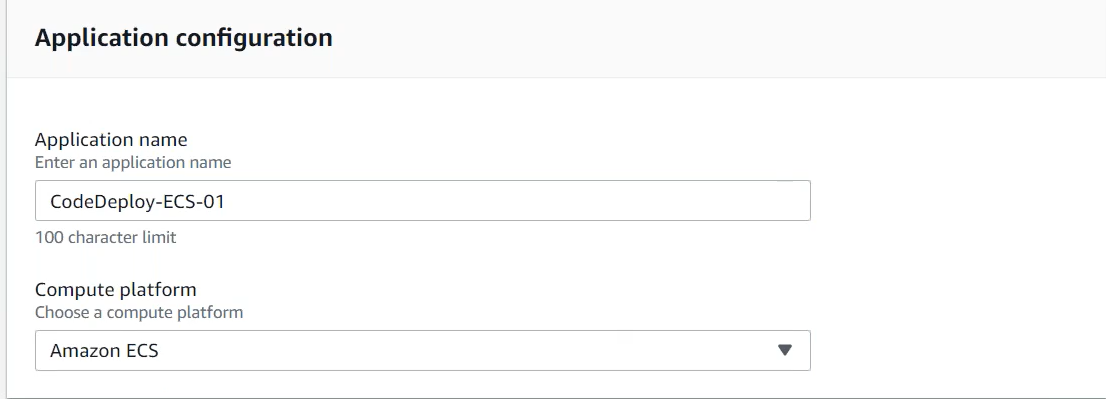 Application configuration
Application name
Enter an application name
CodeDeploy-ECS-01
100 character limit
Compute platform
Choose a compute platform
Amazon ECS